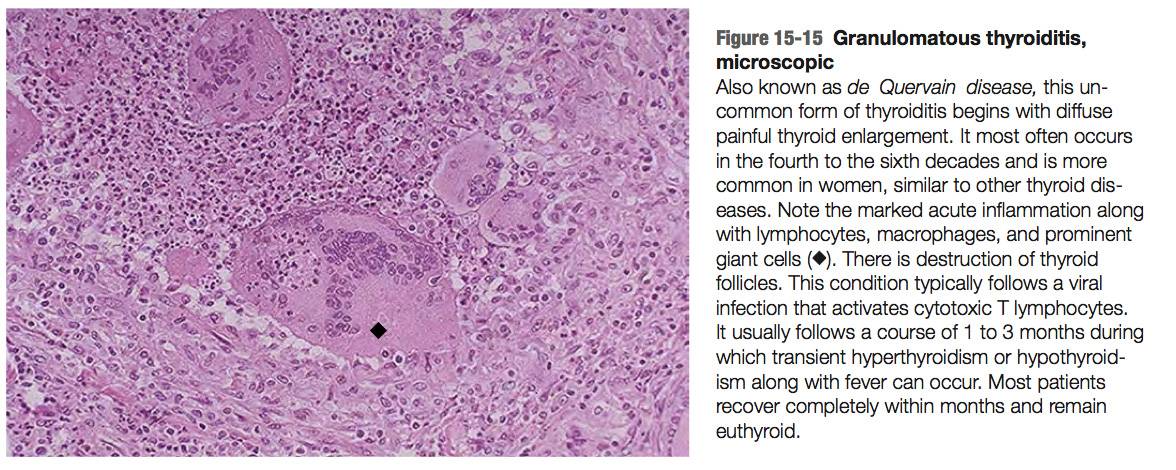 Figure 15-15 Granulomatous thyroiditis,
microscopic
Also known as de Quervain disease, this un-
common form of thyroiditis begins with diffuse
painful thyroid enlargement. It most often occurs
in the fourth to the sixth decades and is more
common in women, similar to other thyroid dis-
eases. Note the marked acute inflammation along
with lymphocytes, macrophages, and prominent
giant cells (◆). There is destruction of thyroid
follicles. This condition typically follows a viral
infection that activates cytotoxic T lymphocytes.
It usually follows a course of 1 to 3 months during
which transient hyperthyroidism or hypothyroid-
ism along with fever can occur. Most patients
recover completely within months and remain
euthyroid.